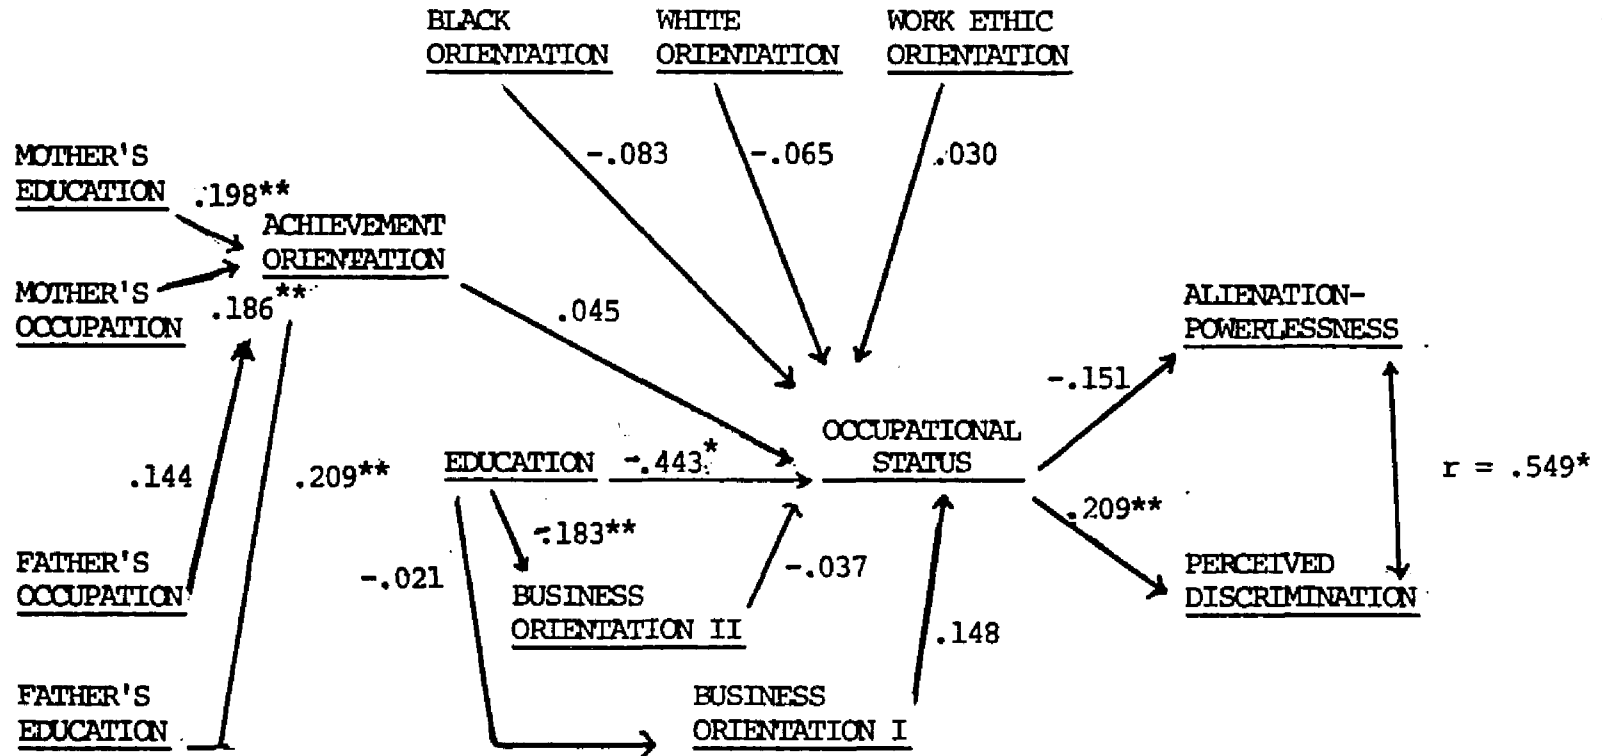 BLACK
ORIENTATION
WHITE
ORIENTATION
WORK ETHIC
ORIENTATION
-.083
-.065
.030
MOTHER'S
EDUCATION
.198**
ACHIEVEMENT
ORIENTATION
MOTHER'S
OCCUPATION
.186**
.045
ALIENATION-
POWERLESSNESS
-.151
OCCUPATIONAL
STATUS
EDUCATION
-.443*
.144
.209**
r = .549*
.209**
-.183**
-.021
-.037
FATHER'S
OCCUPATION
BUSINESS
ORIENTATION II
PERCEIVED
DISCRIMINATION
.148
FATHER'S
EDUCATION
BUSINESS
ORIENTATION I